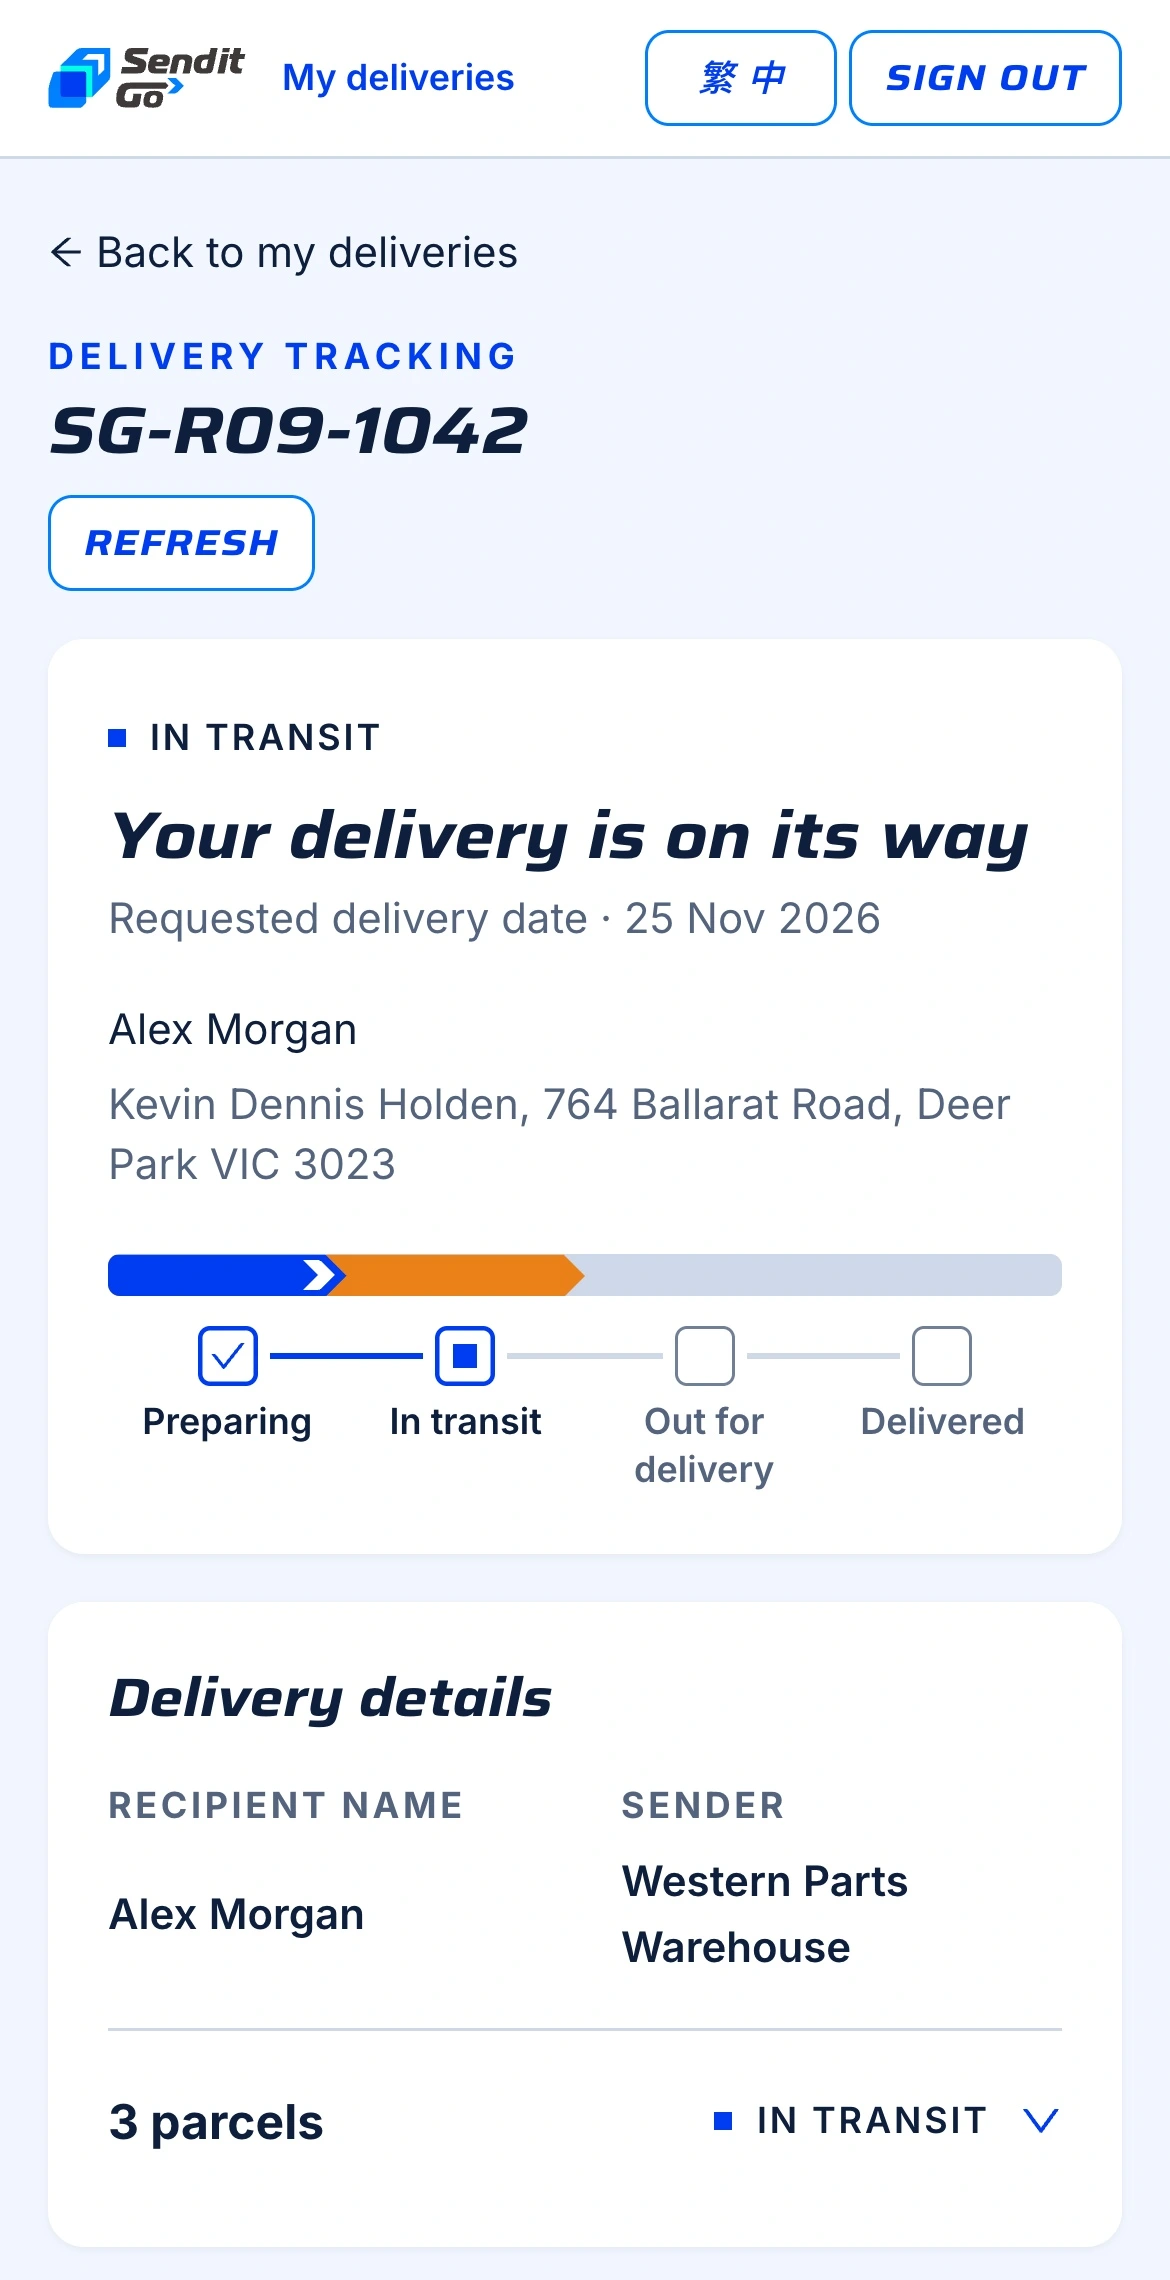 Sendit
Go
My deliveries
繁 中
SIGN OUT
← Back to my deliveries
DELIVERY TRACKING
SG-R09-1042
REFRESH
IN TRANSIT
Your delivery is on its way
Requested delivery date · 25 Nov 2026
Alex Morgan
Kevin Dennis Holden, 764 Ballarat Road, Deer
Park VIC 3023
Preparing
In transit
Out for
delivery
Delivered
Delivery details
RECIPIENT NAME
Alex Morgan
SENDER
Western Parts
Warehouse
3 parcels
IN TRANSIT